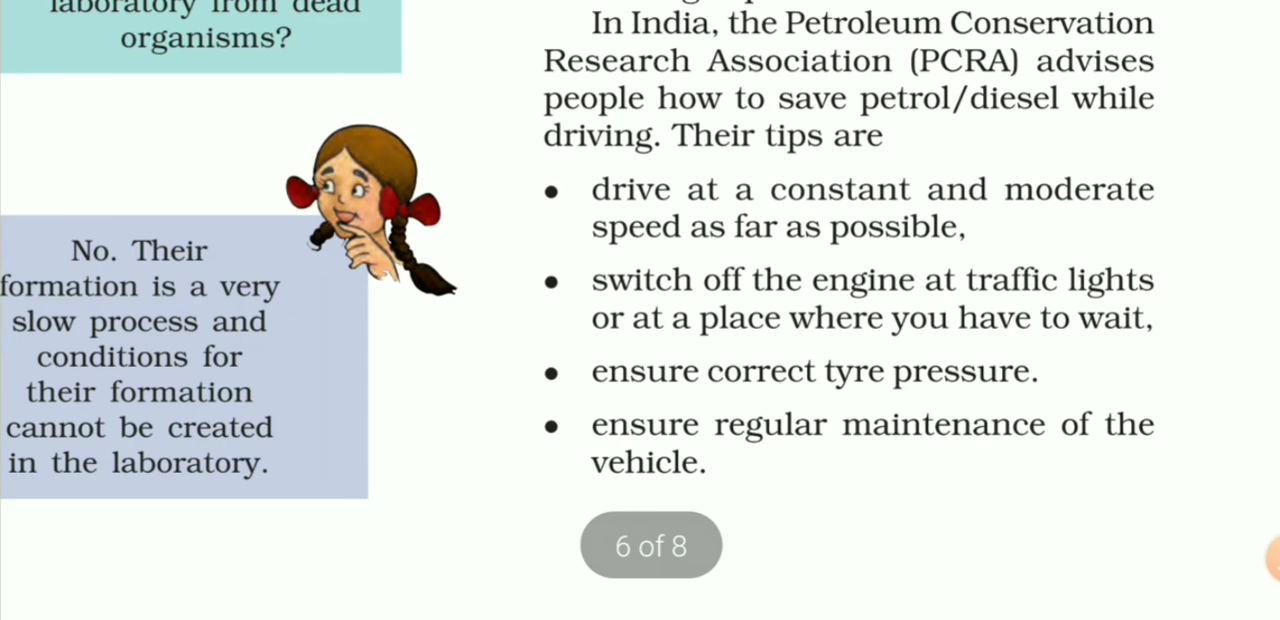 laboratory from dead
organisms?
No. Their
formation is a very
slow process and
conditions for
their formation
cannot be created
in the laboratory.
In India, the Petroleum Conservation
Research Association (PCRA) advises
people how to save petrol/diesel while
driving. Their tips are
• drive at a constant and moderate
speed as far as possible,
• switch off the engine at traffic lights
or at a place where you have to wait,
• ensure correct tyre pressure.
• ensure regular maintenance of the
vehicle.
6 of 8